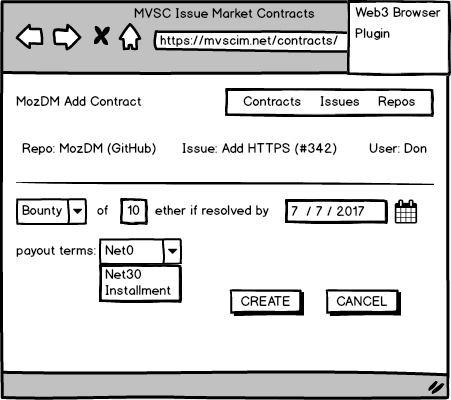 MVSC Issue Market Contracts
Web3 Browser
Plugin
https://mvscim.net/contracts/
MozDM Add Contract
Contracts Issues Repos
Repo: MozDM (GitHub) Issue: Add HTTPS (#342) User: Don
Bounty of 10 ether if resolved by 7 / 7 / 2017
payout terms: Net0
Net30
Installment
CREATE CANCEL